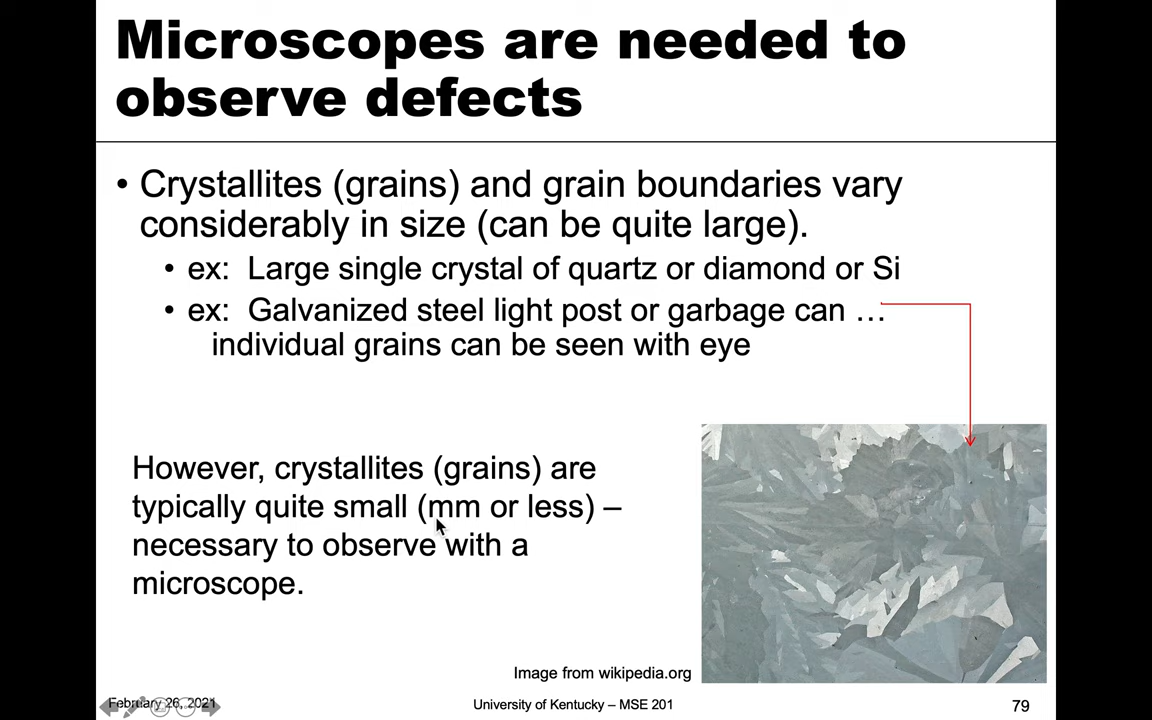 Microscopes are needed to
observe defects
• Crystallites (grains) and grain boundaries vary
considerably in size (can be quite large).
• ex: Large single crystal of quartz or diamond or Si
• ex: Galvanized steel light post or garbage can …
individual grains can be seen with eye
However, crystallites (grains) are
typically quite small (mm or less) –
necessary to observe with a
microscope.
Image from wikipedia.org
February 26, 2021
University of Kentucky – MSE 201
79